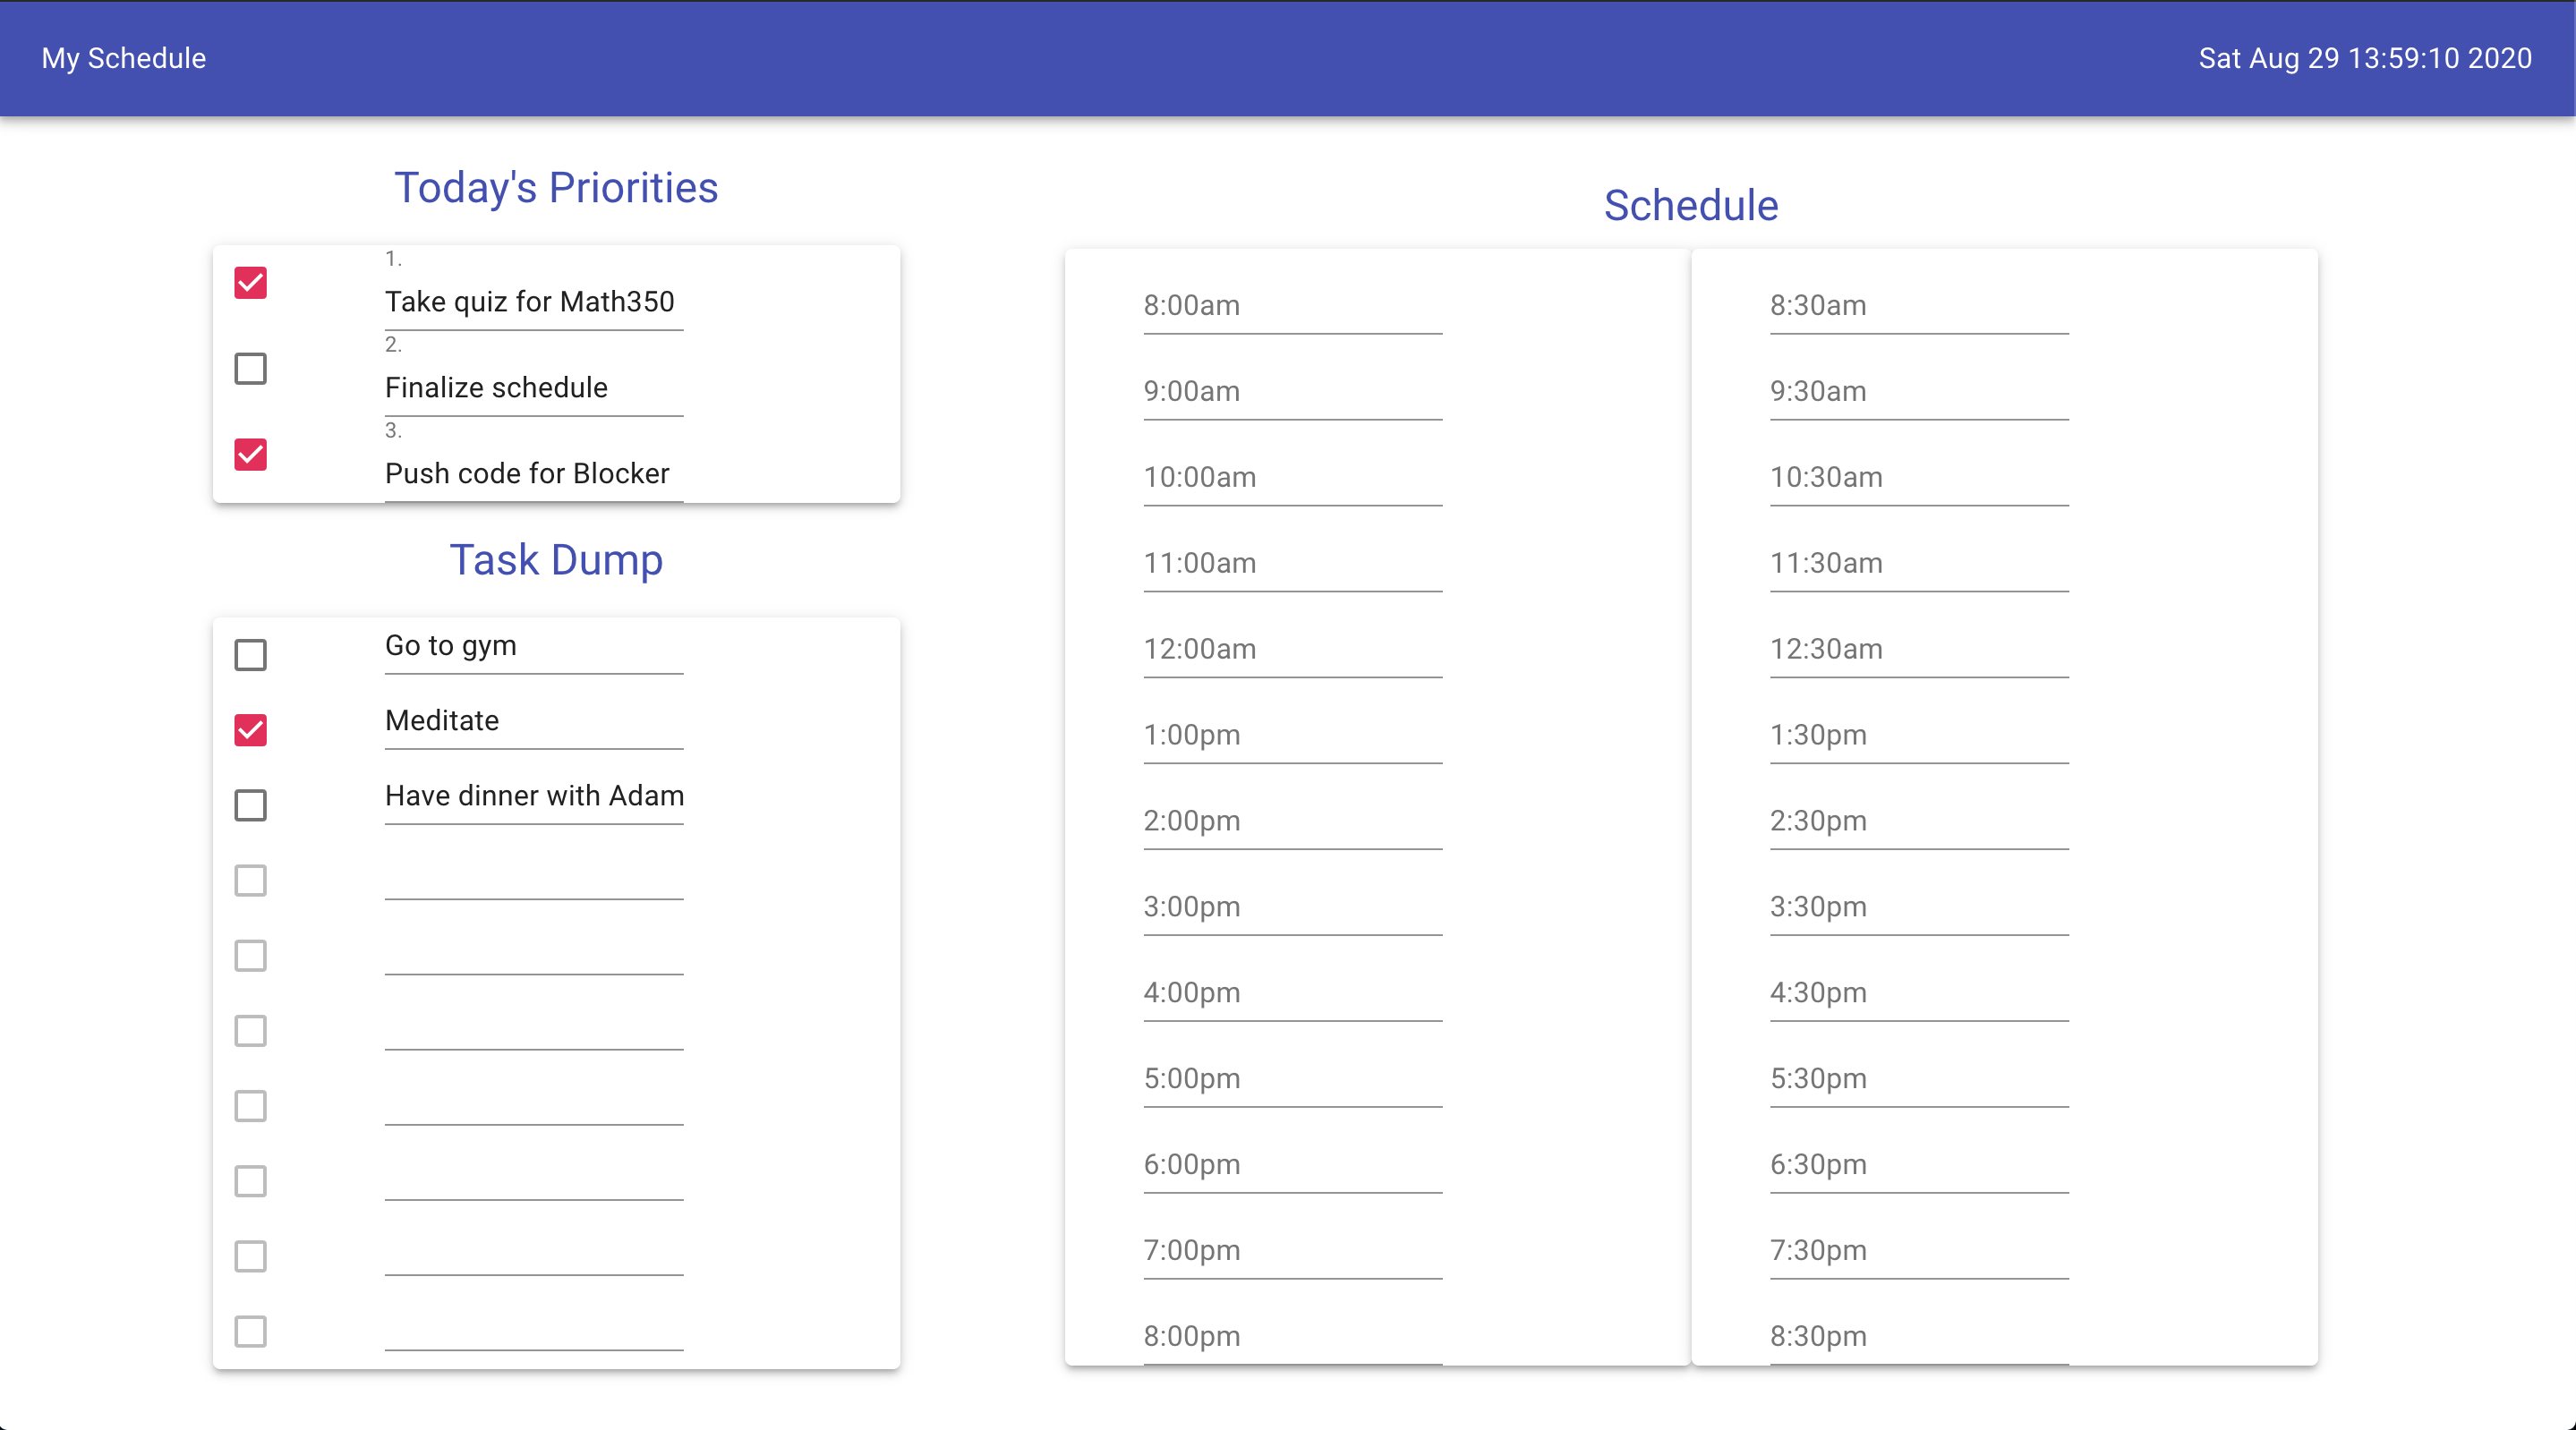 My Schedule
Sat Aug 29 13:59:10 2020
Today's Priorities
1.
Take quiz for Math350
2.
Finalize schedule
3.
Push code for Blocker
Task Dump
Go to gym
Meditate
Have dinner with Adam
Schedule
8:00am
8:30am
9:00am
9:30am
10:00am
10:30am
11:00am
11:30am
12:00am
12:30am
1:00pm
1:30pm
2:00pm
2:30pm
3:00pm
3:30pm
4:00pm
4:30pm
5:00pm
5:30pm
6:00pm
6:30pm
7:00pm
7:30pm
8:00pm
8:30pm